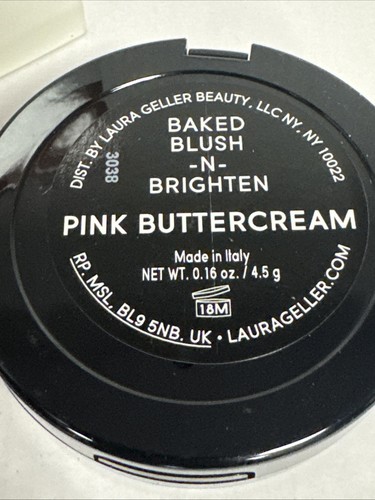 DIST. BY LAURA GELLER BEAUTY, LLC NY, NY 10022
3038
BAKED
BLUSH
-N-
BRIGHTEN
PINK BUTTERCREAM
Made in Italy
NET WT. 0.16 oz. / 4.5 g
18M
RP. MSL, BL9 5NB. UK • LAURAGELLER.COM